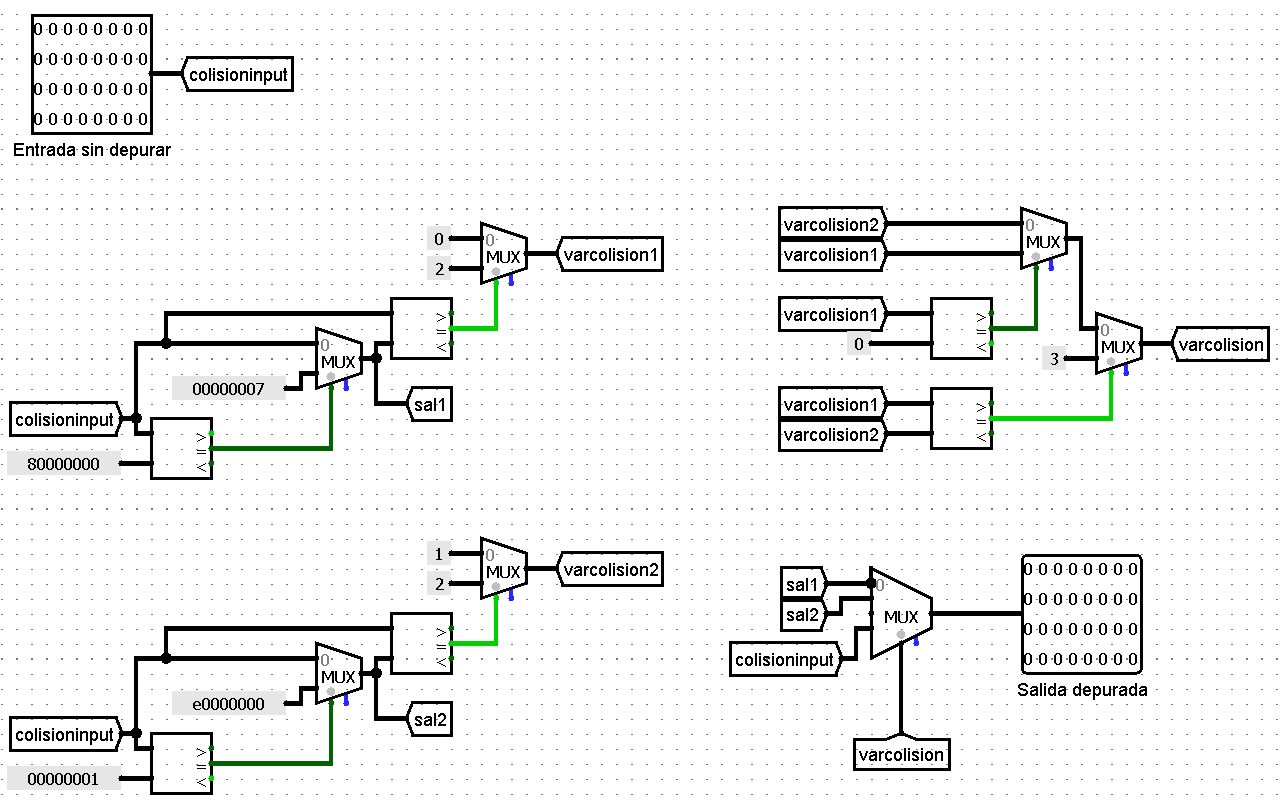 0 0 0 0 0 0 0 0
0 0 0 0 0 0 0 0
0 0 0 0 0 0 0 0
0 0 0 0 0 0 0 0
colisioninput
Entrada sin depurar
0
2
0
MUX
varcolision1
>
=
<
0
MUX
00000007
sal1
colisioninput
80000000
>
=
<
varcolision2
varcolision1
0
MUX
varcolision1
0
>
=
<
0
MUX
3
varcolision
varcolision1
varcolision2
>
=
<
1
2
0
MUX
varcolision2
>
=
<
0
MUX
e0000000
sal2
colisioninput
00000001
>
=
<
sal1
sal2
colisioninput
0
MUX
varcolision
0 0 0 0 0 0 0 0
0 0 0 0 0 0 0 0
0 0 0 0 0 0 0 0
0 0 0 0 0 0 0 0
Salida depurada